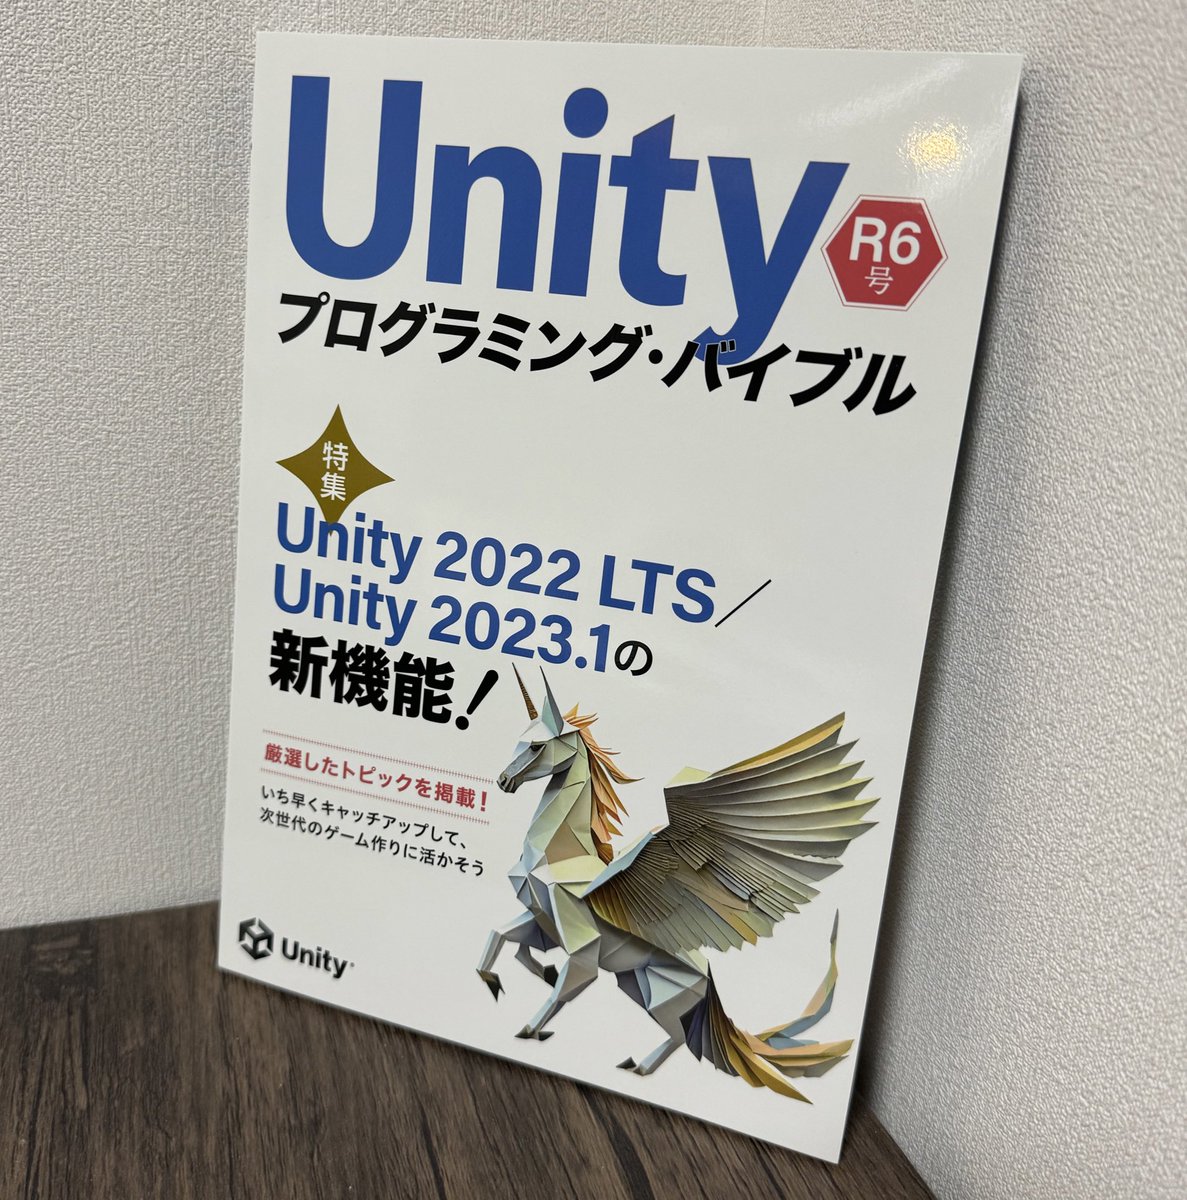 Unity
R6
号
プログラミング・バイブル
特集
Unity 2022 LTS／
Unity 2023.1の
新機能！
厳選したトピックを掲載！
いち早くキャッチアップして、
次世代のゲーム作りに活かそう
Unity